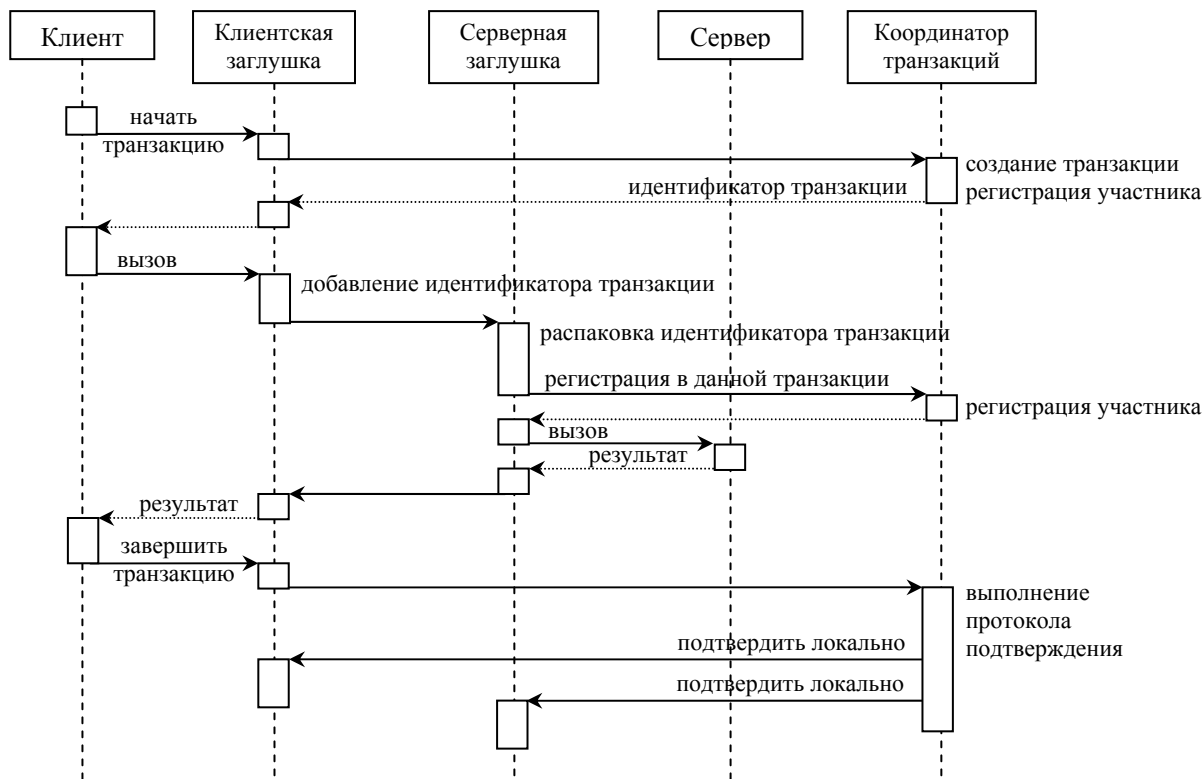 Клиент
Клиентская
заглушка
Серверная
заглушка
Сервер
Координатор
транзакций
начать
транзакцию
создание транзакции
регистрация участника
идентификатор транзакции
вызов
добавление идентификатора транзакции
распаковка идентификатора транзакции
регистрация в данной транзакции
регистрация участника
вызов
результат
результат
завершить
транзакцию
выполнение
протокола
подтверждения
подтвердить локально
подтвердить локально